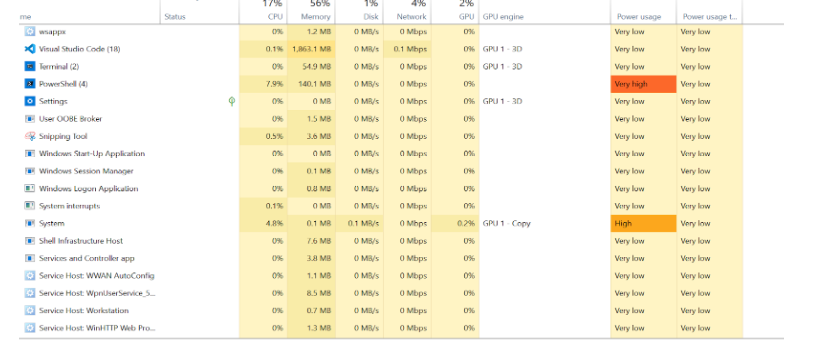 17% 56% 1% 4% 2%
me Status CPU Memory Disk Network GPU GPU engine Power usage Power usage t...
wsappx 0% 1.2 MB 0 MB/s 0 Mbps 0% Very low Very low
Visual Studio Code (18) 0.1% 1,863.1 MB 0 MB/s 0.1 Mbps 0% GPU 1 - 3D Very low Very low
Terminal (2) 0% 54.9 MB 0 MB/s 0 Mbps 0% GPU 1 - 3D Very low Very low
PowerShell (4) 7.9% 140.1 MB 0 MB/s 0 Mbps 0% Very high Very low
Settings 0% 0 MB 0 MB/s 0 Mbps 0% GPU 1 - 3D Very low Very low
User OOBE Broker 0% 1.5 MB 0 MB/s 0 Mbps 0% Very low Very low
Snipping Tool 0.5% 3.6 MB 0 MB/s 0 Mbps 0% Very low Very low
Windows Start-Up Application 0% 0 MB 0 MB/s 0 Mbps 0% Very low Very low
Windows Session Manager 0% 0.1 MB 0 MB/s 0 Mbps 0% Very low Very low
Windows Logon Application 0% 0.8 MB 0 MB/s 0 Mbps 0% Very low Very low
System interrupts 0.1% 0 MB 0 MB/s 0 Mbps 0% Very low Very low
System 4.8% 0.1 MB 0.1 MB/s 0 Mbps 0.2% GPU 1 - Copy High Very low
Shell Infrastructure Host 0% 7.6 MB 0 MB/s 0 Mbps 0% Very low Very low
Services and Controller app 0% 3.8 MB 0 MB/s 0 Mbps 0% Very low Very low
Service Host: WWAN AutoConfig 0% 1.1 MB 0 MB/s 0 Mbps 0% Very low Very low
Service Host: WpnUserService_5... 0% 8.5 MB 0 MB/s 0 Mbps 0% Very low Very low
Service Host: Workstation 0% 0.7 MB 0 MB/s 0 Mbps 0% Very low Very low
Service Host: WinHTTP Web Pro... 0% 1.3 MB 0 MB/s 0 Mbps 0% Very low Very low